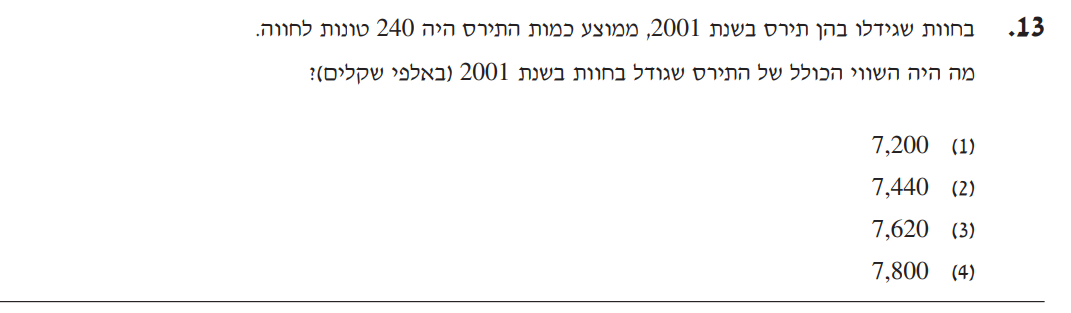 13. בחוות שגידלו בהן תירס בשנת 2001, ממוצע כמות התירס היה 240 טונות לחווה.
מה היה השווי הכולל של התירס שגודל בחוות בשנת 2001 (באלפי שקלים)?
(1) 7,200
(2) 7,440
(3) 7,620
(4) 7,800